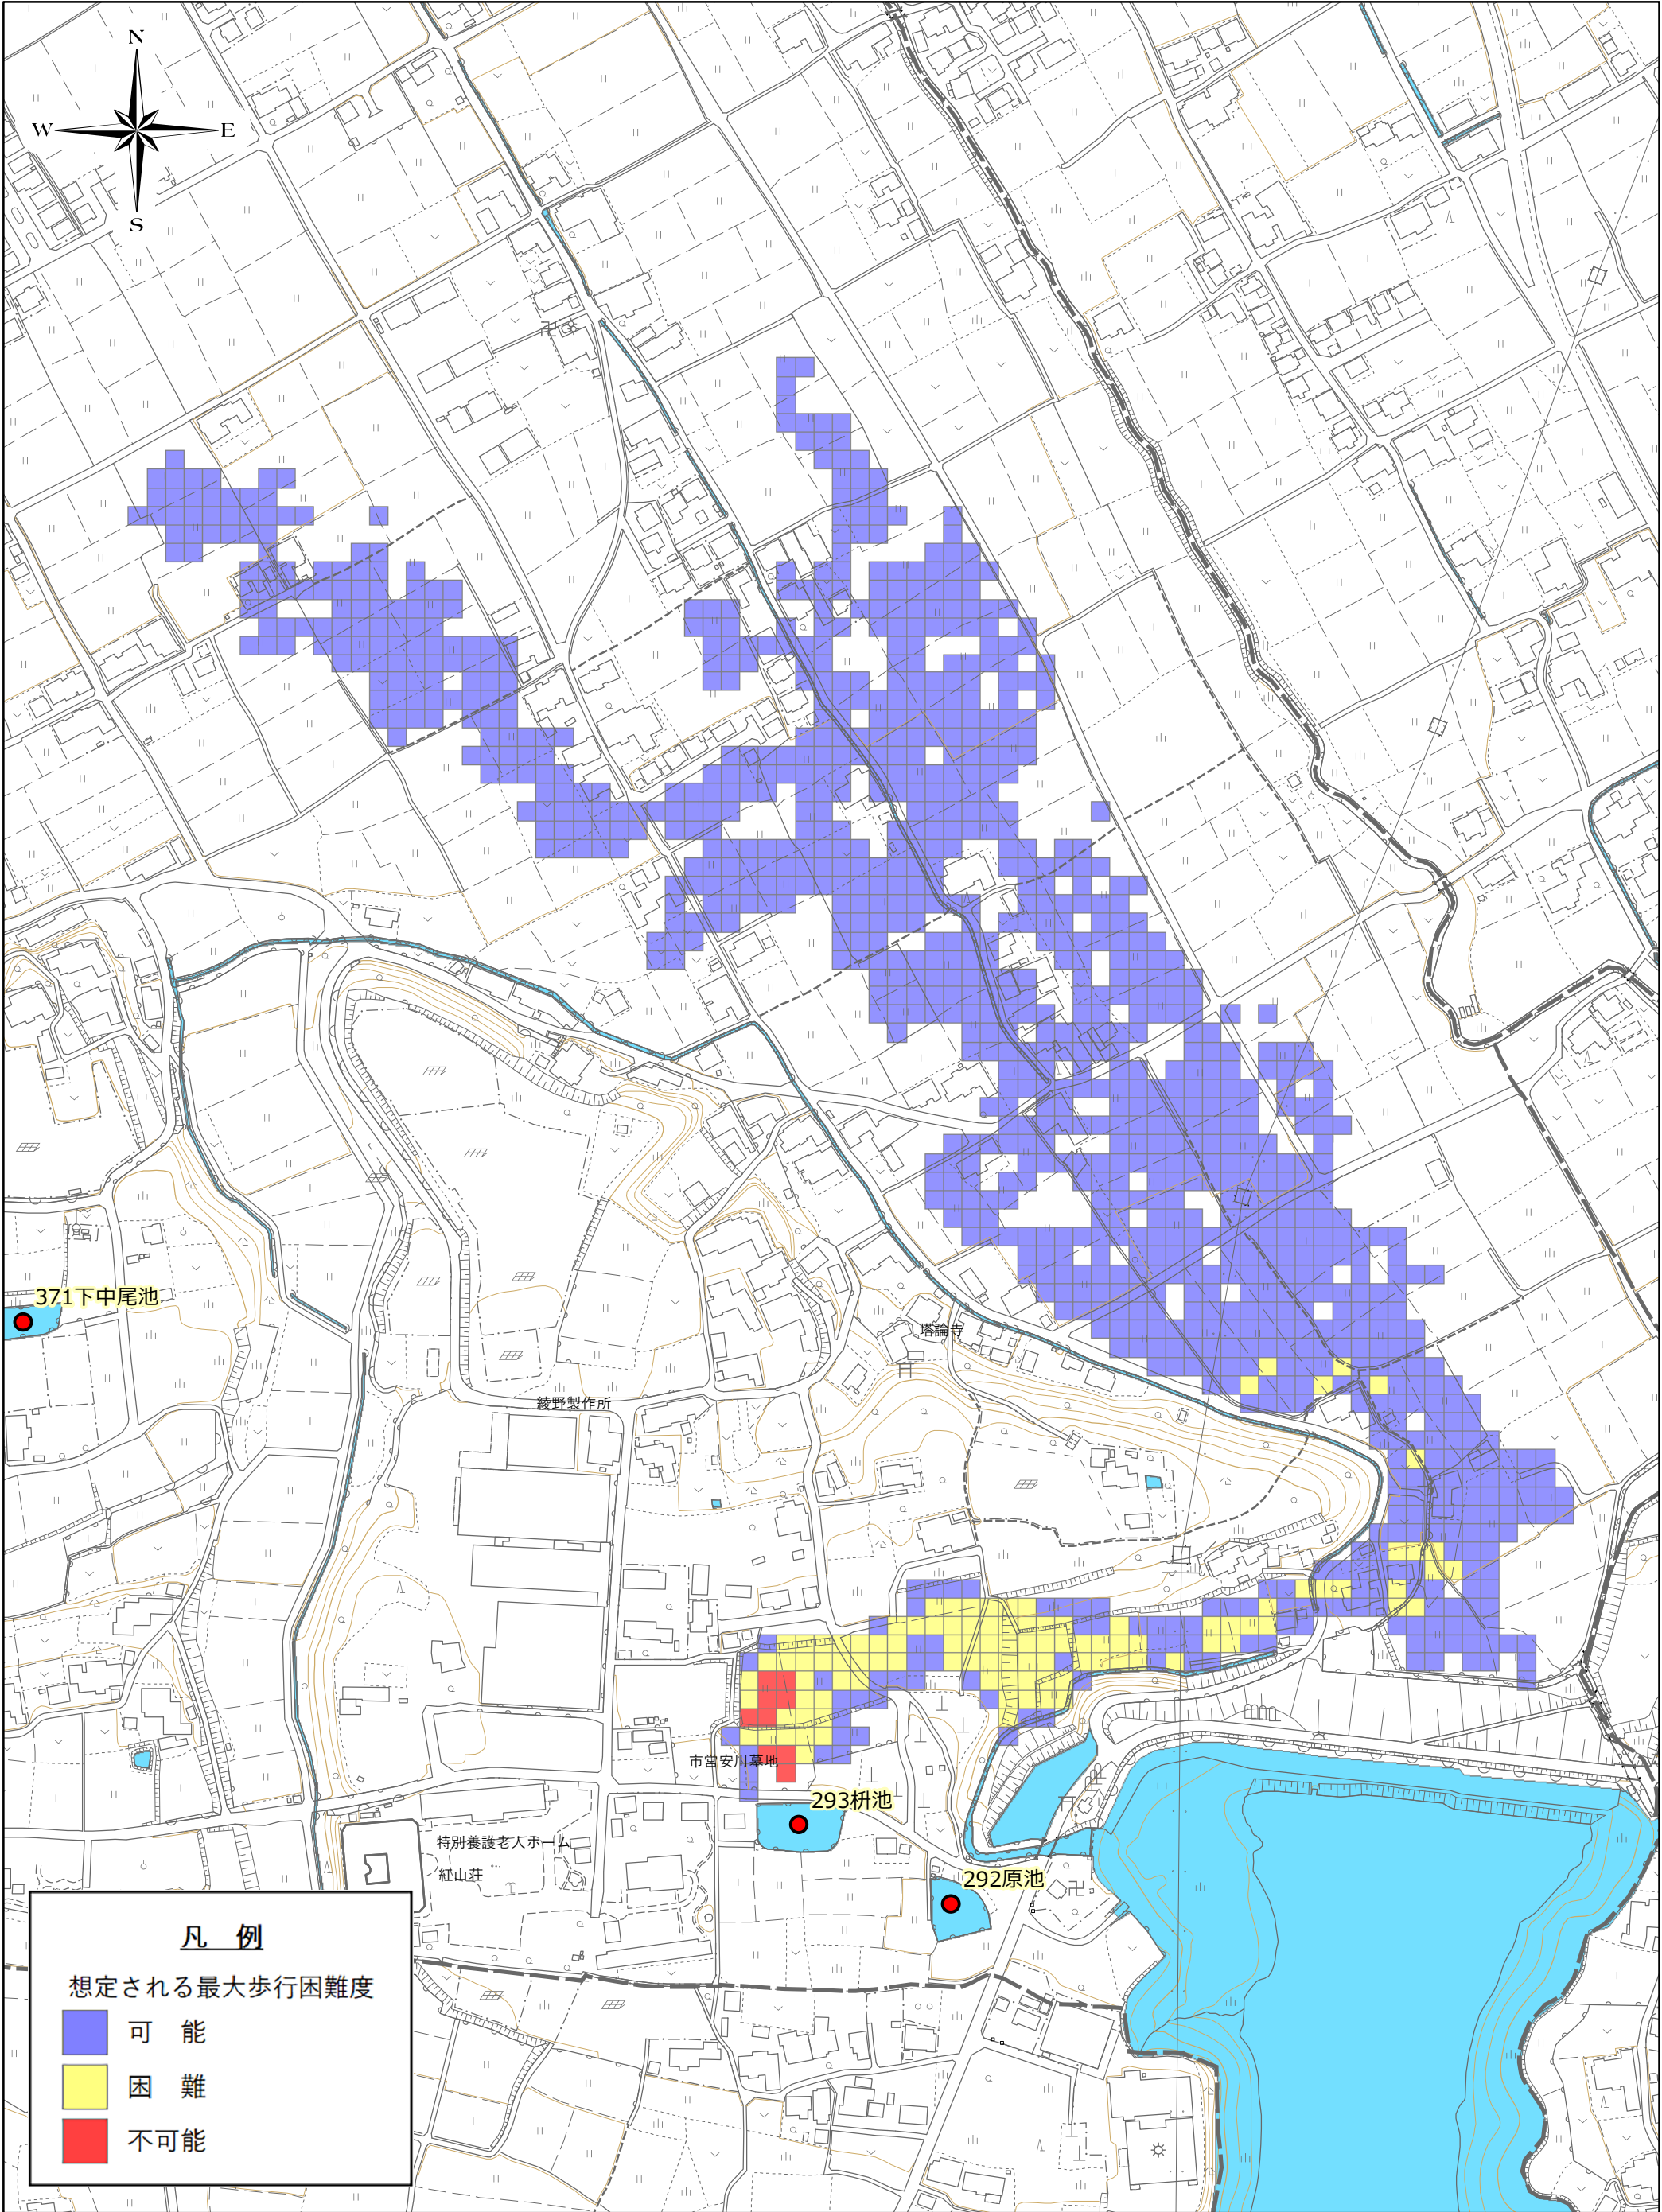 N
W
E
S
371下中尾池
塔論寺
綾野製作所
市営安川墓地
293枡池
特別養護老人ホーム
紅山荘
292原池
凡 例
想定される最大歩行困難度
可 能
困 難
不可能